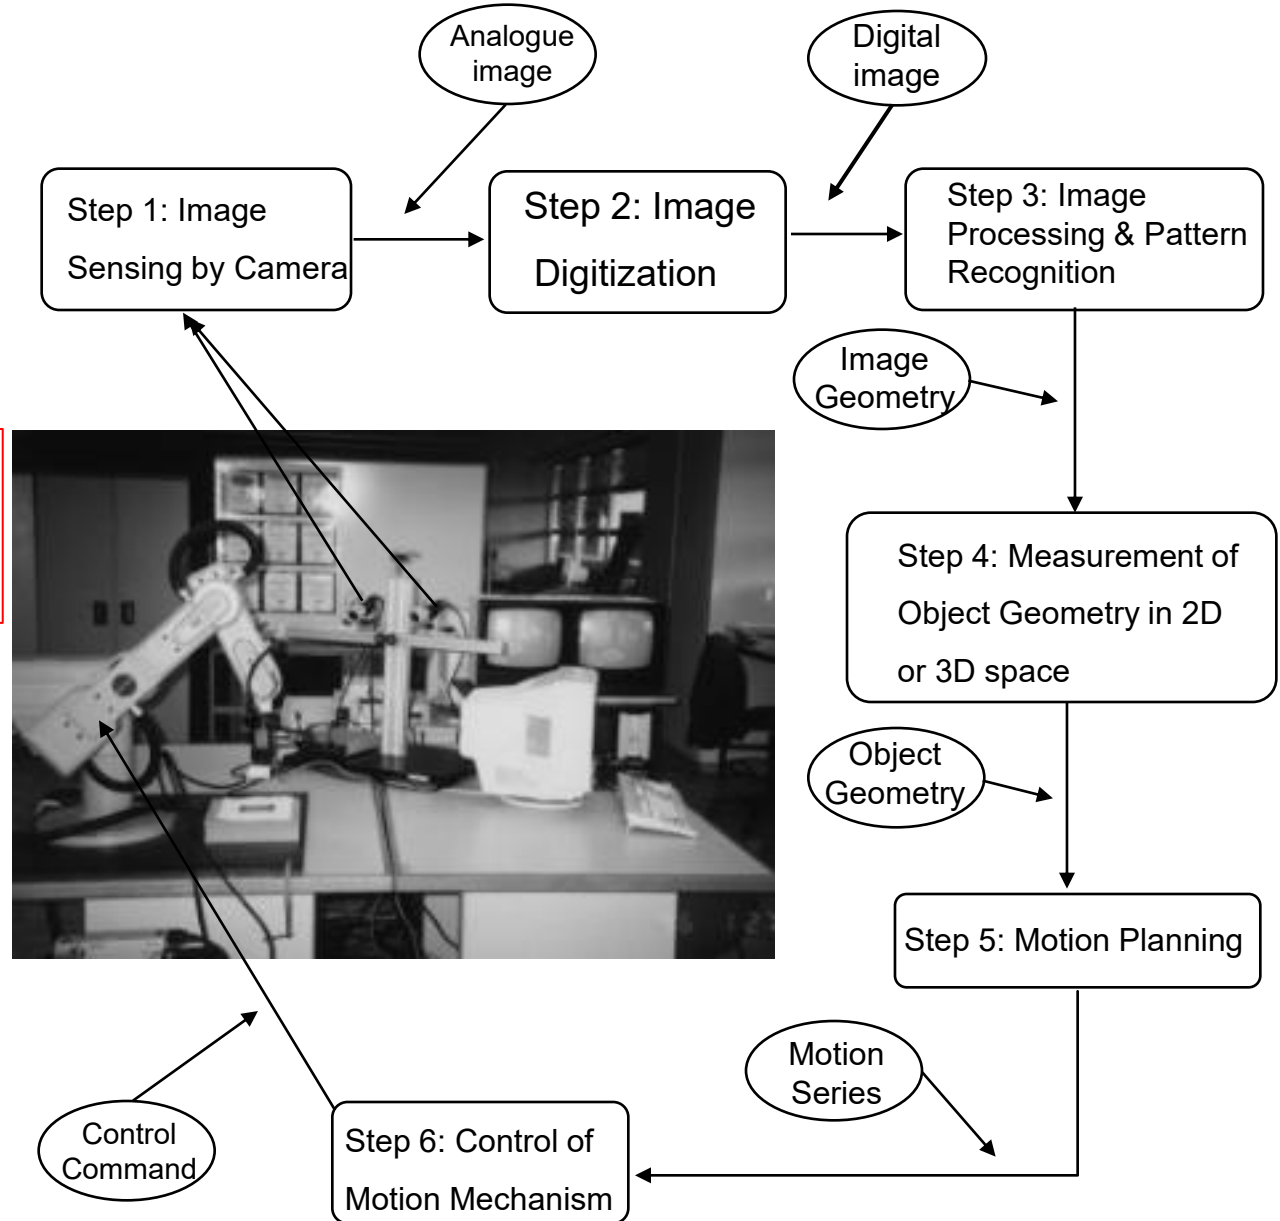 Analogue
image
Digital
image
Step 1: Image
Sensing by Camera
Step 2: Image
Digitization
Step 3: Image
Processing & Pattern
Recognition
Image
Geometry
Step 4: Measurement of
Object Geometry in 2D
or 3D space
Object
Geometry
Step 5: Motion Planning
Motion
Series
Step 6: Control of
Motion Mechanism
Control
Command